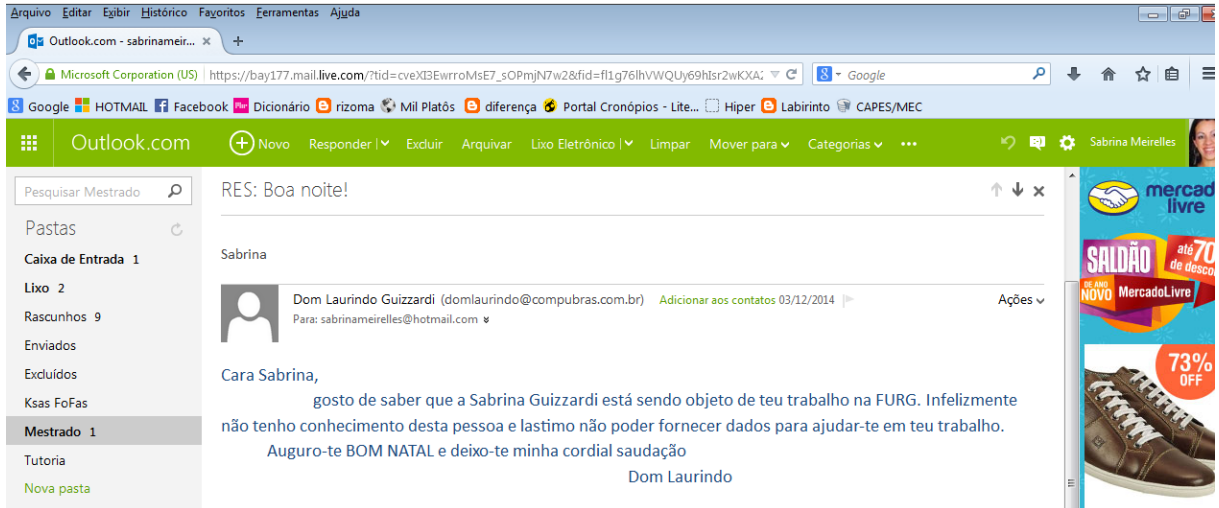 Arquivo Editar Exibir Histórico Favoritos Ferramentas Ajuda
Outlook.com - sabrinameir... × +
Microsoft Corporation (US) https://bay177.mail.live.com/?tid=cveXI3EwrroMsE7_sOPmjN7w2&fid=fl1g76lhVWQUy69hIsr2wKXA2 Google
Google HOTMAIL Facebook Dicionário rizoma Mil Platôs diferença Portal Cronópios - Lite... Hiper Labirinto CAPES/MEC
Outlook.com Novo Responder Excluir Arquivar Lixo Eletrônico Limpar Mover para Categorias ••• Sabrina Meirelles
Pesquisar Mestrado
Pastas
Caixa de Entrada 1
Lixo 2
Rascunhos 9
Enviados
Excluídos
Ksas FoFas
Mestrado 1
Tutoria
Nova pasta
RES: Boa noite!
Sabrina
Dom Laurindo Guizzardi (domlaurindo@compubras.com.br) Adicionar aos contatos 03/12/2014 Ações
Para: sabrinameirelles@hotmail.com
Cara Sabrina,
gosto de saber que a Sabrina Guizzardi está sendo objeto de teu trabalho na FURG. Infelizmente
não tenho conhecimento desta pessoa e lastimo não poder fornecer dados para ajudar-te em teu trabalho.
Auguro-te BOM NATAL e deixo-te minha cordial saudação
Dom Laurindo
mercad
livre
SALDÃO
até 70
de desco
DE ANO
NOVO MercadoLivre
73%
OFF